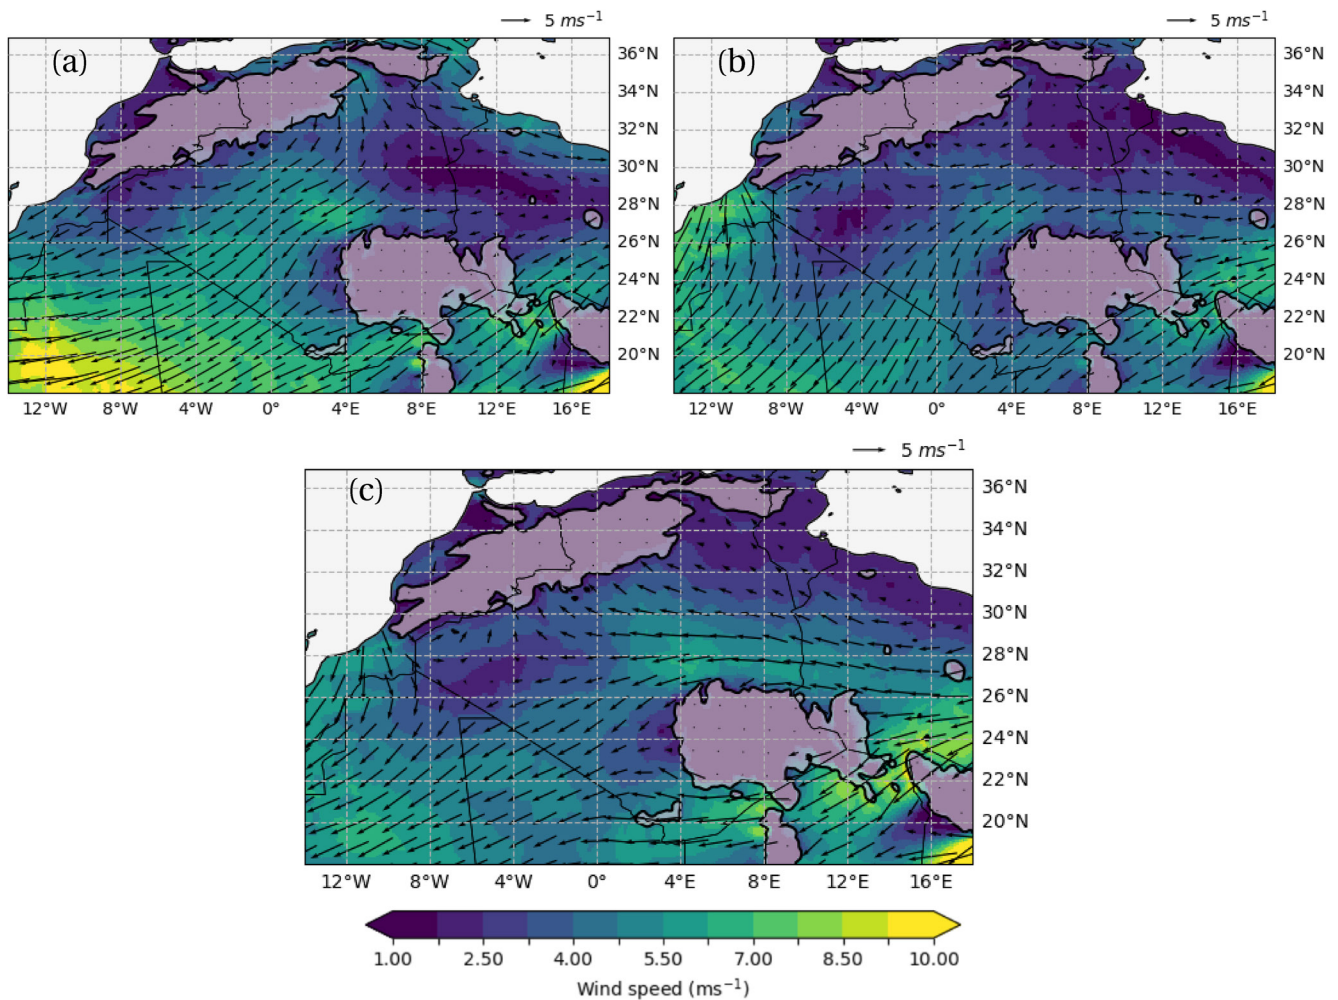 5 ms⁻¹
5 ms⁻¹
(a)
(b)
36°N
34°N
32°N
30°N
28°N
26°N
24°N
22°N
20°N
36°N
34°N
32°N
30°N
28°N
26°N
24°N
22°N
20°N
12°W 8°W 4°W 0° 4°E 8°E 12°E 16°E
12°W 8°W 4°W 0° 4°E 8°E 12°E 16°E
5 ms⁻¹
(c)
36°N
34°N
32°N
30°N
28°N
26°N
24°N
22°N
20°N
12°W 8°W 4°W 0° 4°E 8°E 12°E 16°E
1.00 2.50 4.00 5.50 7.00 8.50 10.00
Wind speed (ms⁻¹)